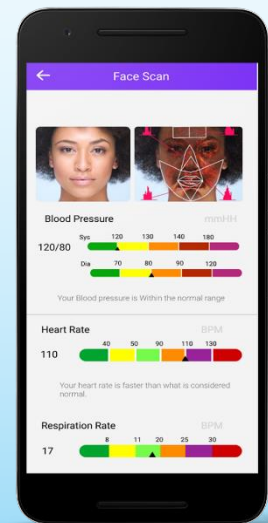 Face Scan
Blood Pressure mmHH
Sys 120 130 140 180
120/80
Dia 70 80 90 120
Your Blood pressure is Within the normal range
Heart Rate BPM
40 50 90 110 130
110
Your heart rate is faster than what is considered
normal.
Respiration Rate BPM
8 11 20 25 30
17